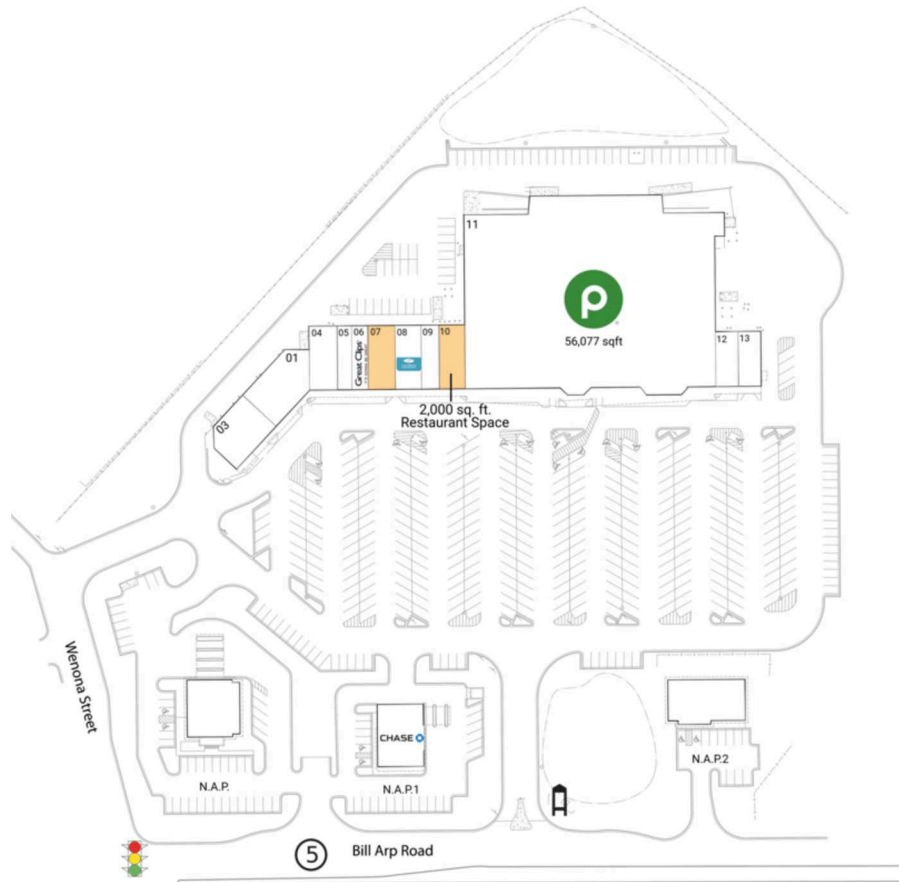 11
56,077 sqft
04
05
06
07
08
09
10
12
13
01
Great Clips
03
2,000 sq. ft.
Restaurant Space
Wenona Street
CHASE
N.A.P.
N.A.P.1
N.A.P.2
5
Bill Arp Road